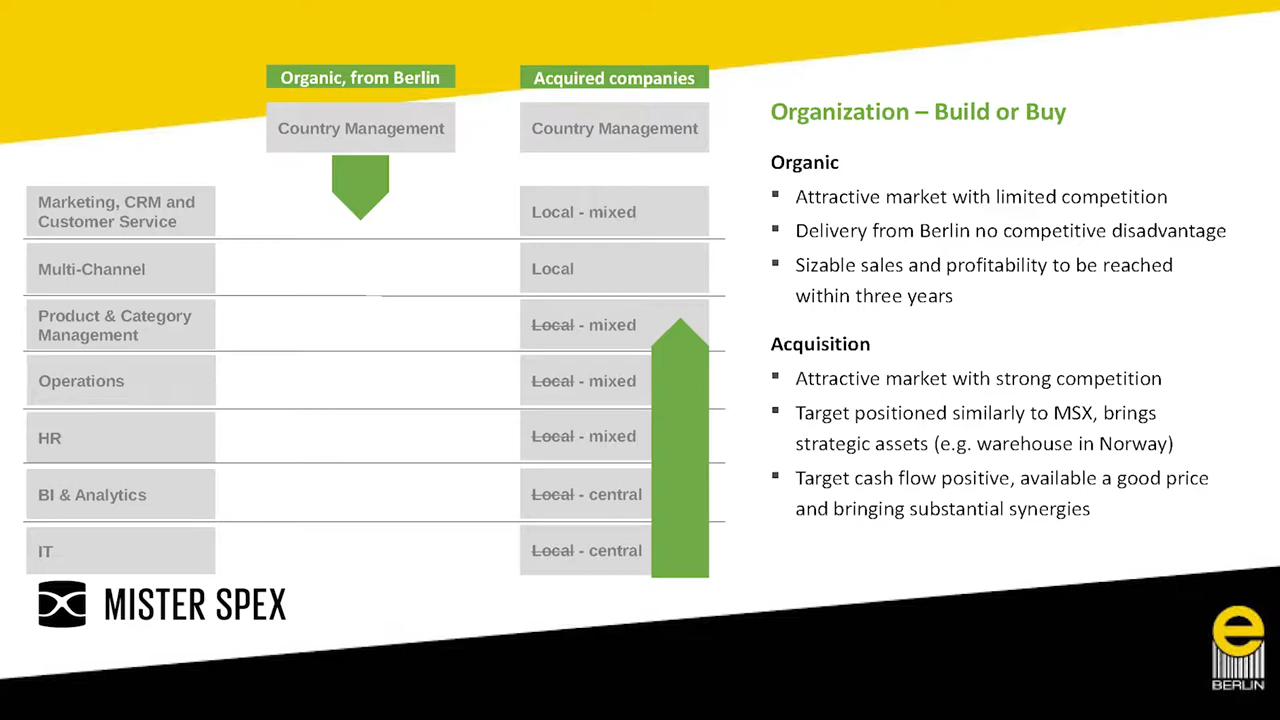 Organic, from Berlin
Acquired companies
Country Management
Country Management
Marketing, CRM and
Customer Service
Local - mixed
Multi-Channel
Local
Product & Category
Management
Local - mixed
Operations
Local - mixed
HR
Local - mixed
BI & Analytics
Local - central
IT
Local - central
Organization – Build or Buy
Organic
▪ Attractive market with limited competition
▪ Delivery from Berlin no competitive disadvantage
▪ Sizable sales and profitability to be reached
within three years
Acquisition
▪ Attractive market with strong competition
▪ Target positioned similarly to MSX, brings
strategic assets (e.g. warehouse in Norway)
▪ Target cash flow positive, available a good price
and bringing substantial synergies
MISTER SPEX
e
BERLIN